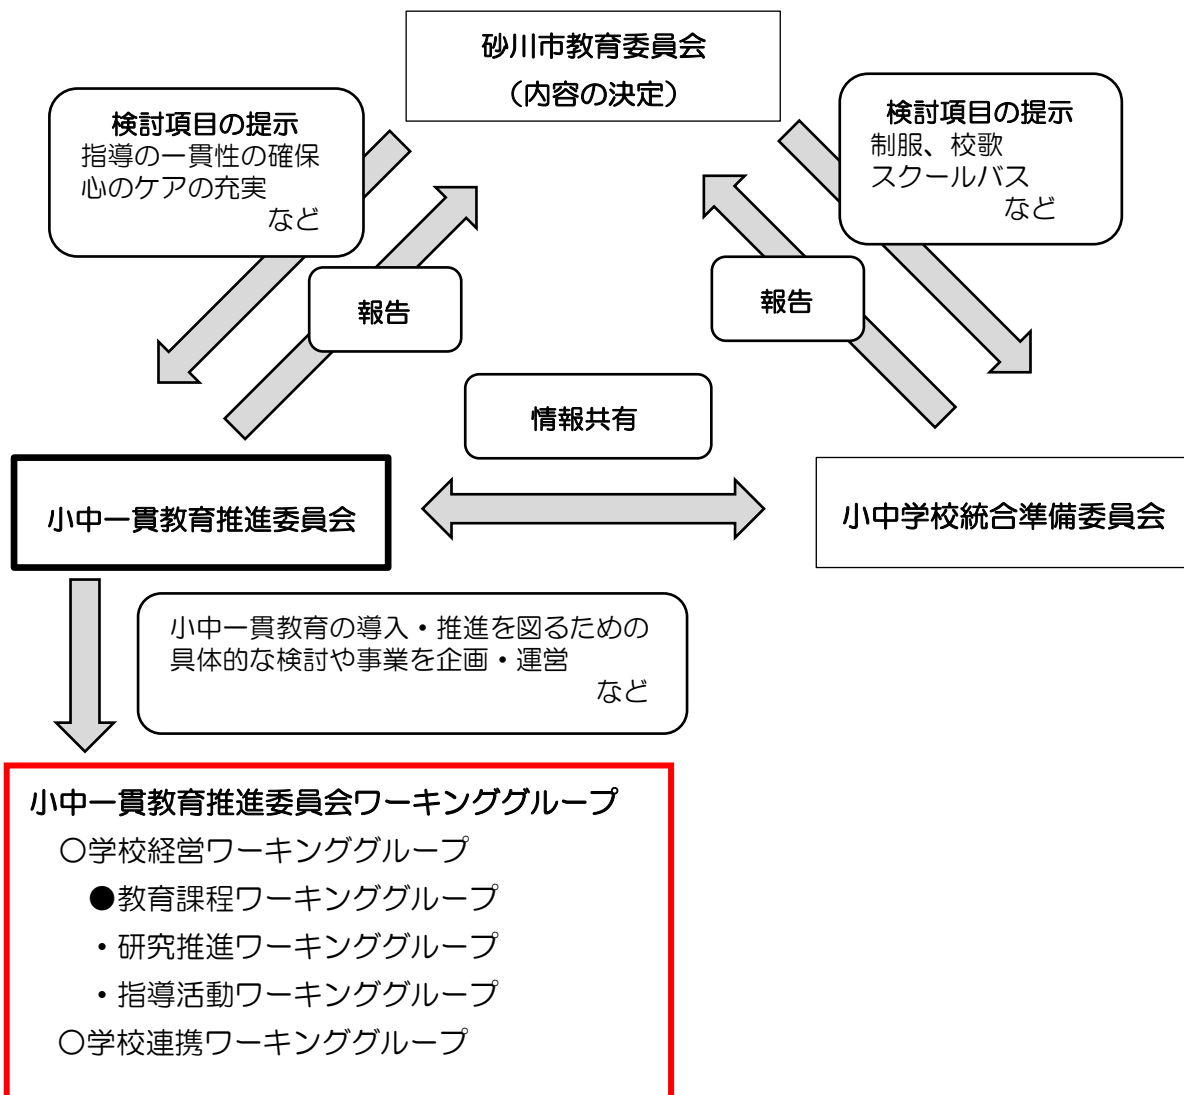 砂川市教育委員会
（内容の決定）
検討項目の提示
指導の一貫性の確保
心のケアの充実
など
検討項目の提示
制服、校歌
スクールバス
など
報告
報告
情報共有
小中一貫教育推進委員会
小中学校統合準備委員会
小中一貫教育の導入・推進を図るための
具体的な検討や事業を企画・運営
など
小中一貫教育推進委員会ワーキンググループ
○学校経営ワーキンググループ
●教育課程ワーキンググループ
・研究推進ワーキンググループ
・指導活動ワーキンググループ
○学校連携ワーキンググループ